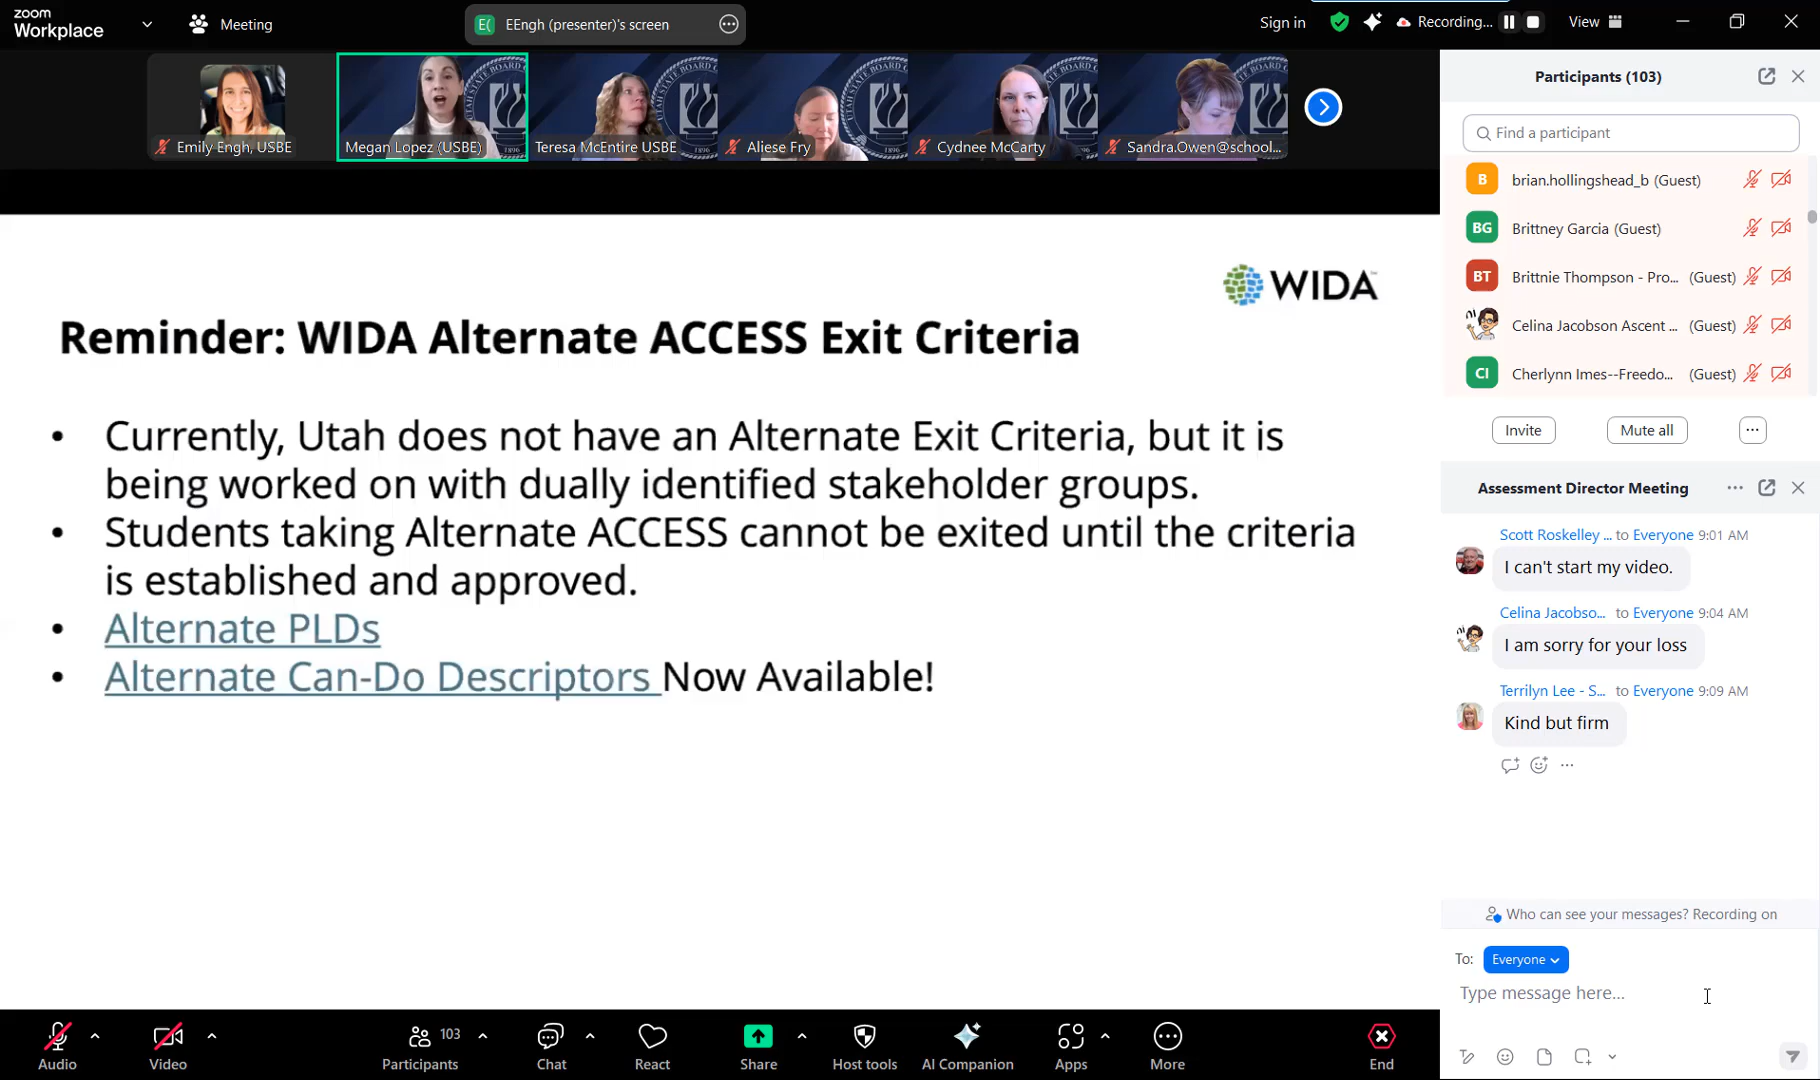 zoom
Workplace
Meeting
E( EEngh (presenter)'s screen
Sign in
Recording...
View
Emily Engh, USBE
Megan Lopez (USBE)
Teresa McEntire USBE
Aliese Fry
Cydnee McCarty
Sandra.Owen@school...
WIDA
Reminder: WIDA Alternate ACCESS Exit Criteria
• Currently, Utah does not have an Alternate Exit Criteria, but it is
being worked on with dually identified stakeholder groups.
• Students taking Alternate ACCESS cannot be exited until the criteria
is established and approved.
• Alternate PLDs
• Alternate Can-Do Descriptors Now Available!
Participants (103)
Find a participant
B brian.hollingshead_b (Guest)
BG Brittney Garcia (Guest)
BT Brittnie Thompson - Pro... (Guest)
Celina Jacobson Ascent ... (Guest)
CI Cherlynn Imes--Freedo... (Guest)
Invite
Mute all
Assessment Director Meeting
Scott Roskelley ... to Everyone 9:01 AM
I can't start my video.
Celina Jacobso... to Everyone 9:04 AM
I am sorry for your loss
Terrilyn Lee - S... to Everyone 9:09 AM
Kind but firm
Who can see your messages? Recording on
To: Everyone
Type message here...
Audio
Video
103
Participants
Chat
React
Share
Host tools
AI Companion
Apps
More
End